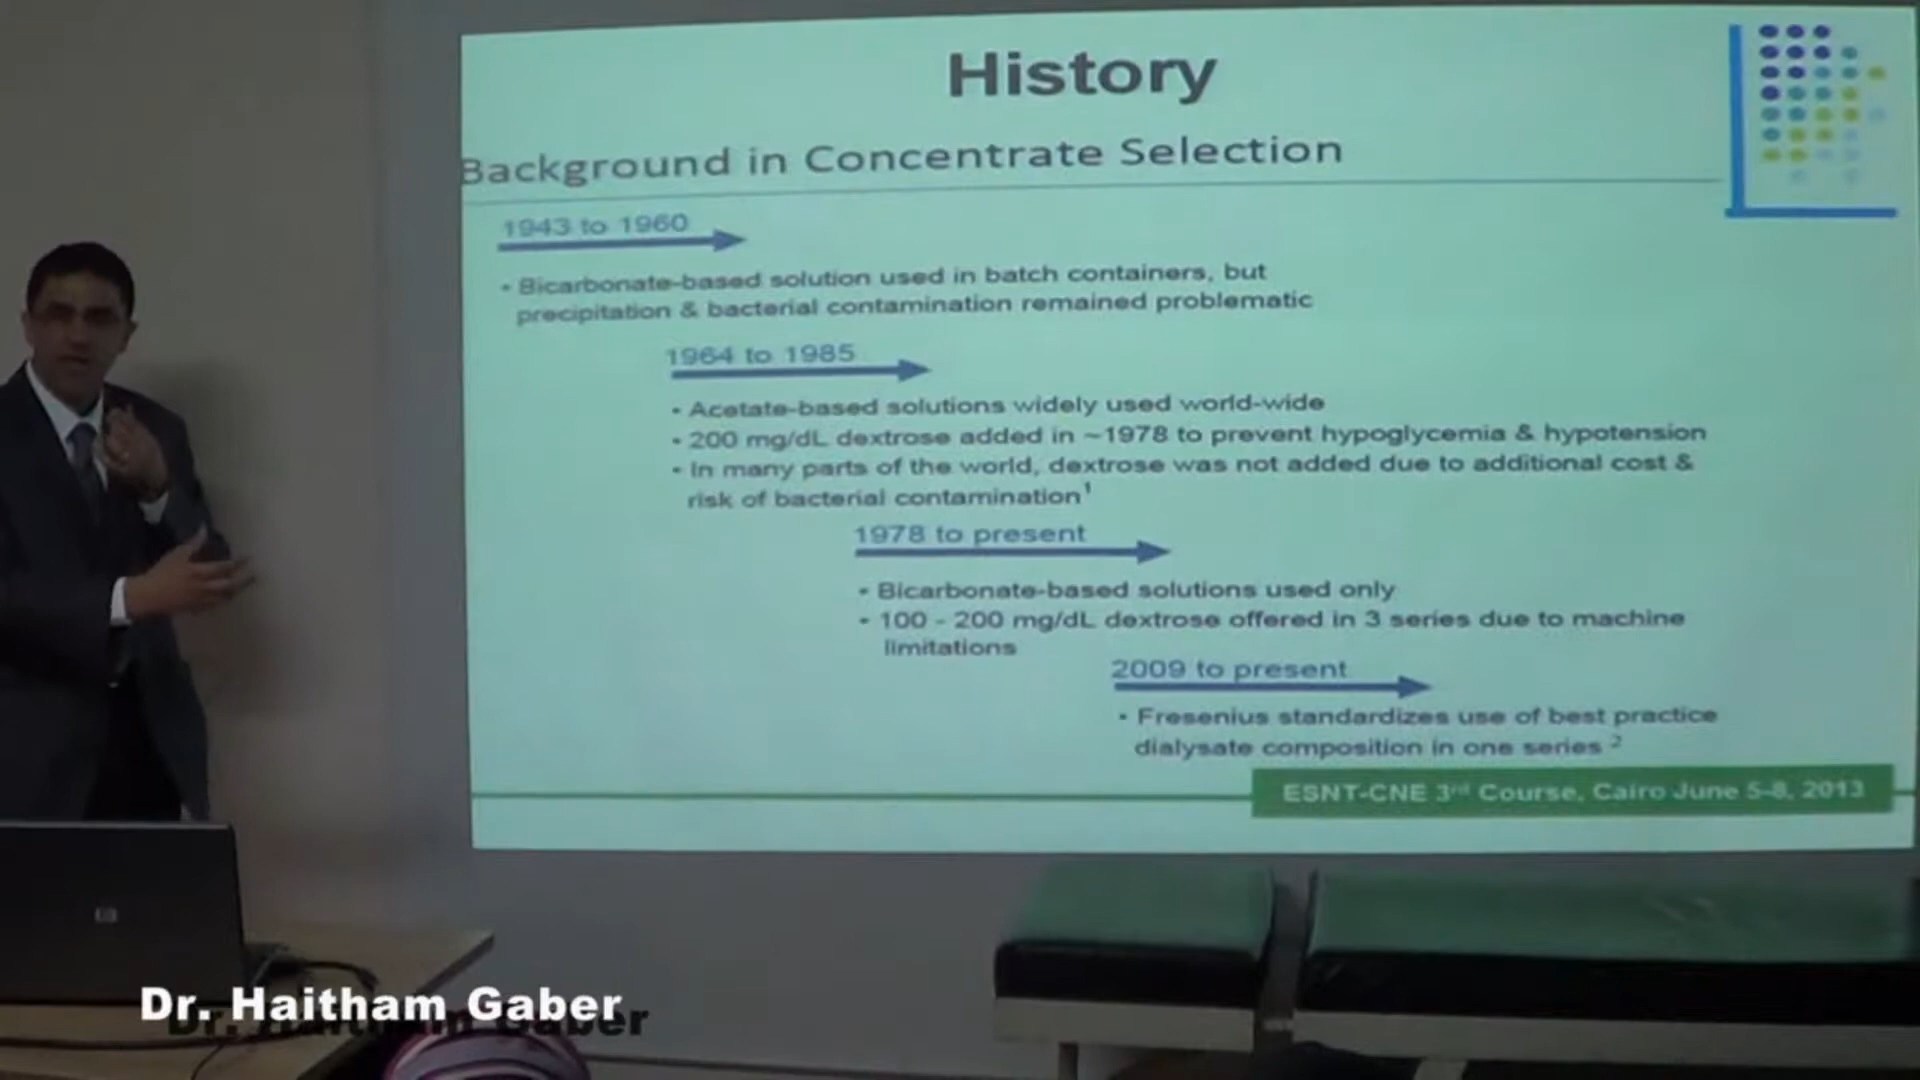 History
Background in Concentrate Selection
1943 to 1960
• Bicarbonate-based solution used in batch containers, but
precipitation & bacterial contamination remained problematic
1964 to 1985
• Acetate-based solutions widely used world-wide
• 200 mg/dL dextrose added in ~1978 to prevent hypoglycemia & hypotension
• In many parts of the world, dextrose was not added due to additional cost &
risk of bacterial contamination¹
1978 to present
• Bicarbonate-based solutions used only
• 100 - 200 mg/dL dextrose offered in 3 series due to machine
limitations
2009 to present
• Fresenius standardizes use of best practice
dialysate composition in one series ²
ESNT-CNE 3rd Course, Cairo June 5-8, 2013
hp
Dr. Haitham Gaber